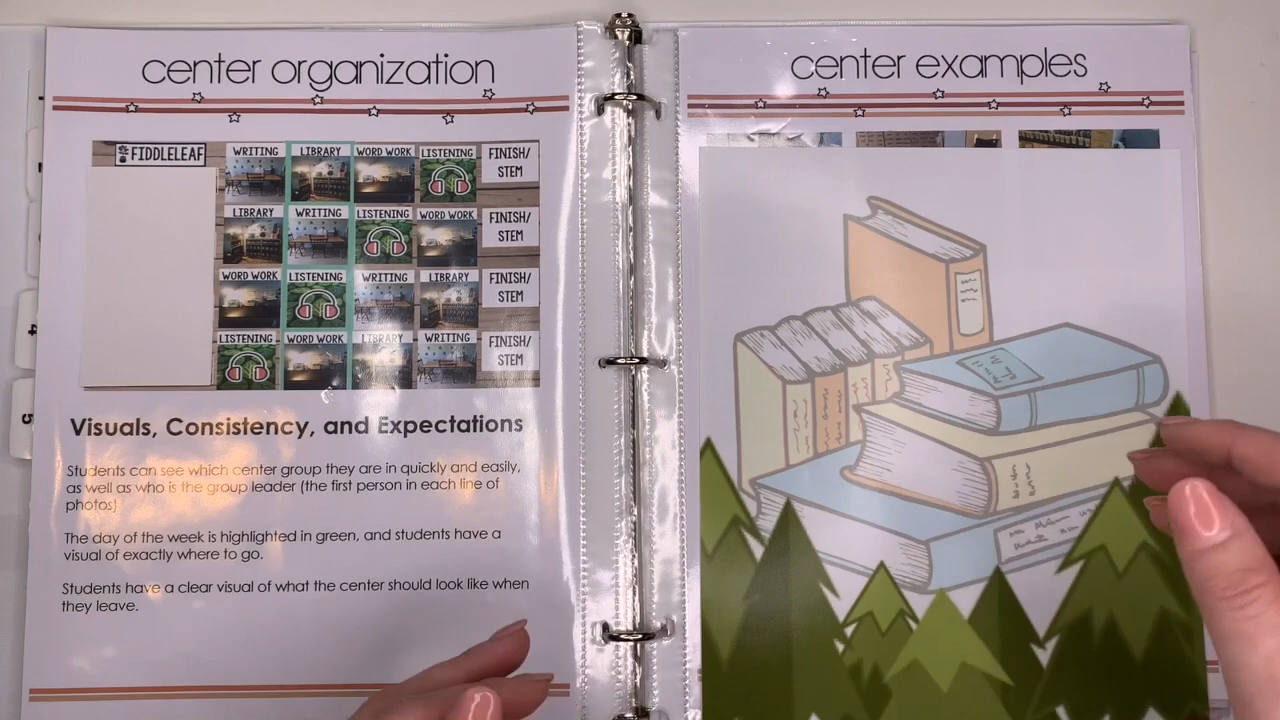 center organization
FIDDLELEAF
WRITING LIBRARY WORD WORK LISTENING FINISH/
STEM
LIBRARY WRITING LISTENING WORD WORK FINISH/
STEM
WORD WORK LISTENING WRITING LIBRARY FINISH/
STEM
LISTENING WORD WORK LIBRARY WRITING FINISH/
STEM
Visuals, Consistency, and Expectations
Students can see which center group they are in quickly and easily,
as well as who is the group leader (the first person in each line of
photos)
The day of the week is highlighted in green, and students have a
visual of exactly where to go.
Students have a clear visual of what the center should look like when
they leave.
4
5
center examples